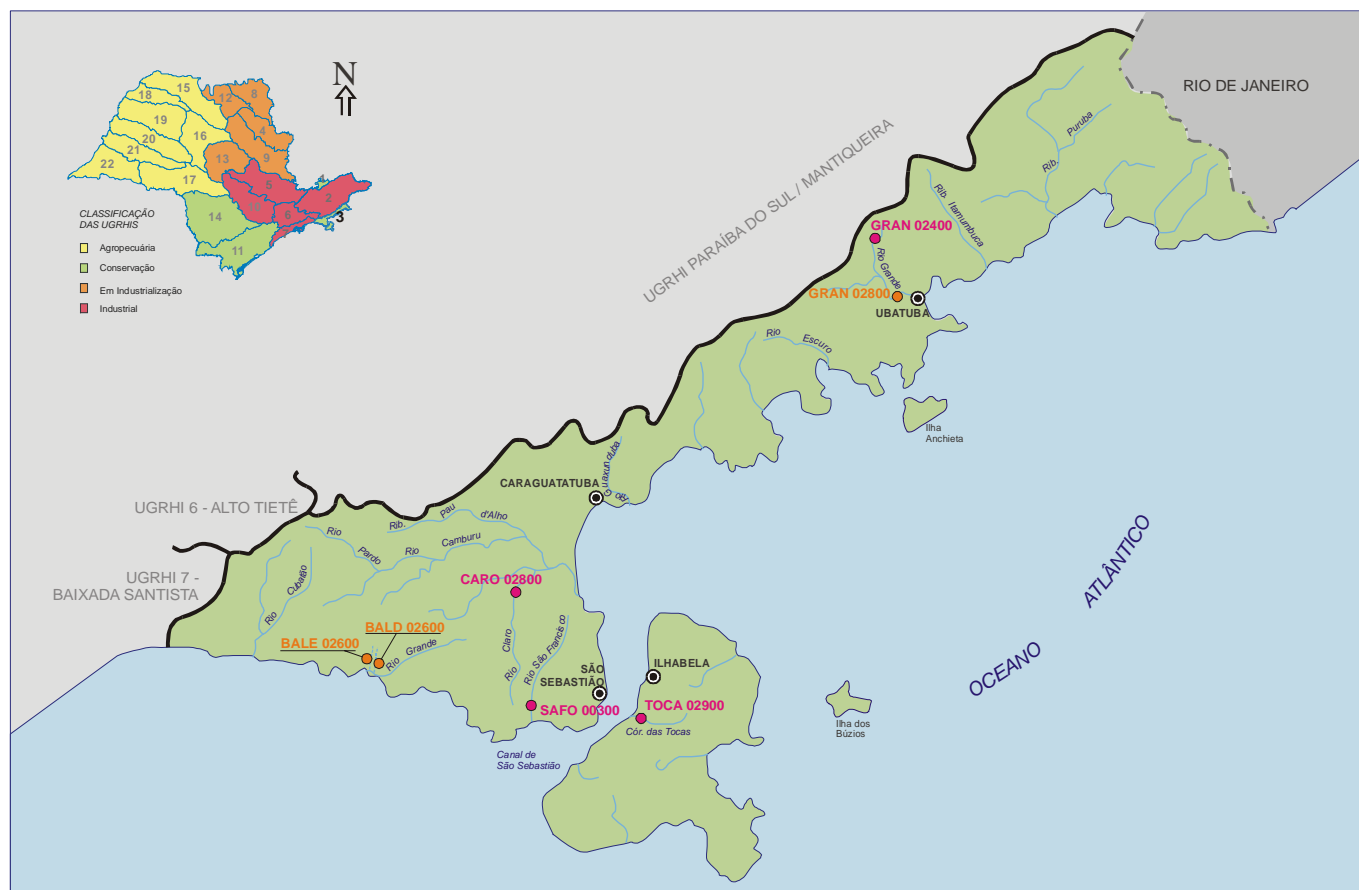 N
15
18
12
8
19
4
20
16
21
13
9
22
17
5
2
14
6
3
11
CLASSIFICAÇÃO
DAS UGRHIS
Agropecuária
Conservação
Em Industrialização
Industrial
RIO DE JANEIRO
UGRHI PARAÍBA DO SUL / MANTIQUEIRA
Rib. Puruba
Rib. Itamumbuca
GRAN 02400
Rio Grande
GRAN 02800
UBATUBA
Rio Escuro
Ilha
Anchieta
CARAGUATATUBA
UGRHI 6 - ALTO TIETÊ
Rib. Pau d'Alho
Rio Pardo
Rio Camburu
UGRHI 7 -
BAIXADA SANTISTA
Rio Cubatão
CARO 02800
BALD 02600
BALE 02600
Rio Grande
Rio Claro
Rio São Francisco
SÃO
SEBASTIÃO
ILHABELA
SAFO 00300
TOCA 02900
Cór. das Tocas
Canal de
São Sebastião
Ilha dos
Búzios
OCEANO ATLÂNTICO